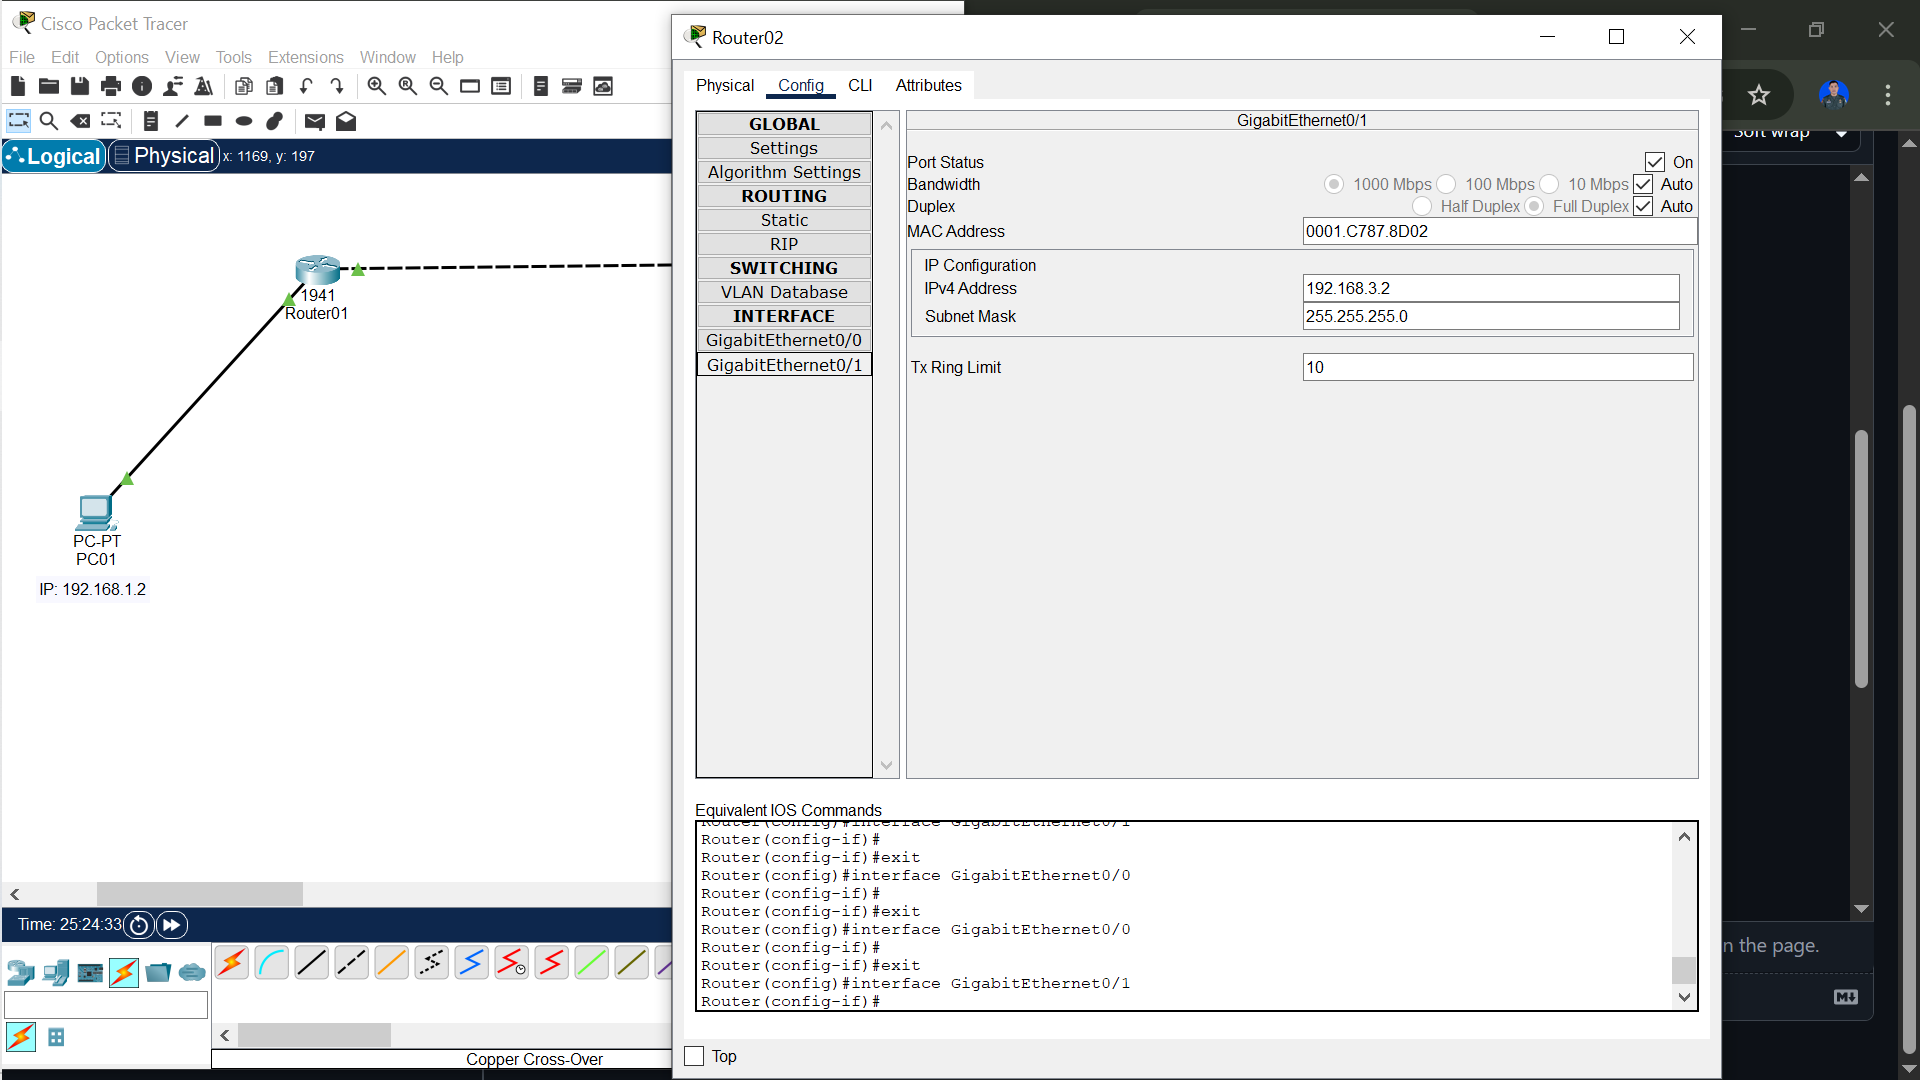 Cisco Packet Tracer
File Edit Options View Tools Extensions Window Help
Logical Physical x: 1169, y: 197
1941
Router01
PC-PT
PC01
IP: 192.168.1.2
Time: 25:24:33
Copper Cross-Over
Router02
Physical Config CLI Attributes
GLOBAL
Settings
Algorithm Settings
ROUTING
Static
RIP
SWITCHING
VLAN Database
INTERFACE
GigabitEthernet0/0
GigabitEthernet0/1
GigabitEthernet0/1
Port Status On
Bandwidth 1000 Mbps 100 Mbps 10 Mbps Auto
Duplex Half Duplex Full Duplex Auto
MAC Address 0001.C787.8D02
IP Configuration
IPv4 Address 192.168.3.2
Subnet Mask 255.255.255.0
Tx Ring Limit 10
Equivalent IOS Commands
Router(config)#interface GigabitEthernet0/1
Router(config-if)#
Router(config-if)#exit
Router(config)#interface GigabitEthernet0/0
Router(config-if)#
Router(config-if)#exit
Router(config)#interface GigabitEthernet0/0
Router(config-if)#
Router(config-if)#exit
Router(config)#interface GigabitEthernet0/1
Router(config-if)#
Top
Soft wrap
n the page.